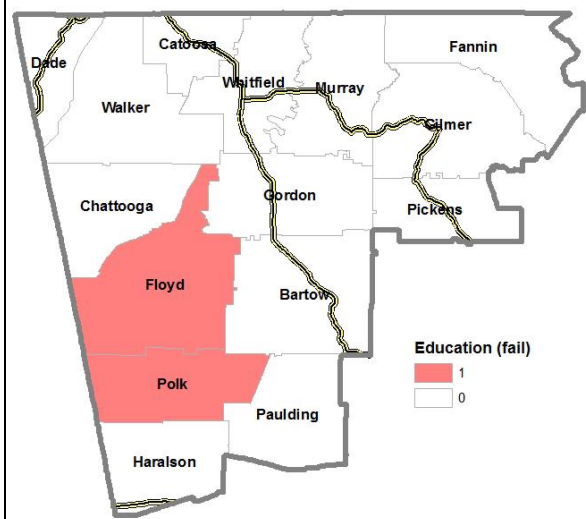 Fannin
Catoosa
Dade
Whitfield
Murray
Walker
Gilmer
Chattooga
Gordon
Pickens
Floyd
Bartow
Education (fail)
1
0
Polk
Paulding
Haralson